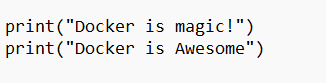 print("Docker is magic!")
print("Docker is Awesome")